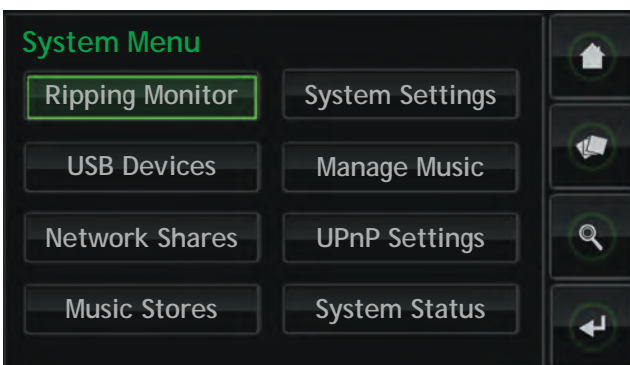 System Menu
Ripping Monitor
System Settings
USB Devices
Manage Music
Network Shares
UPnP Settings
Music Stores
System Status